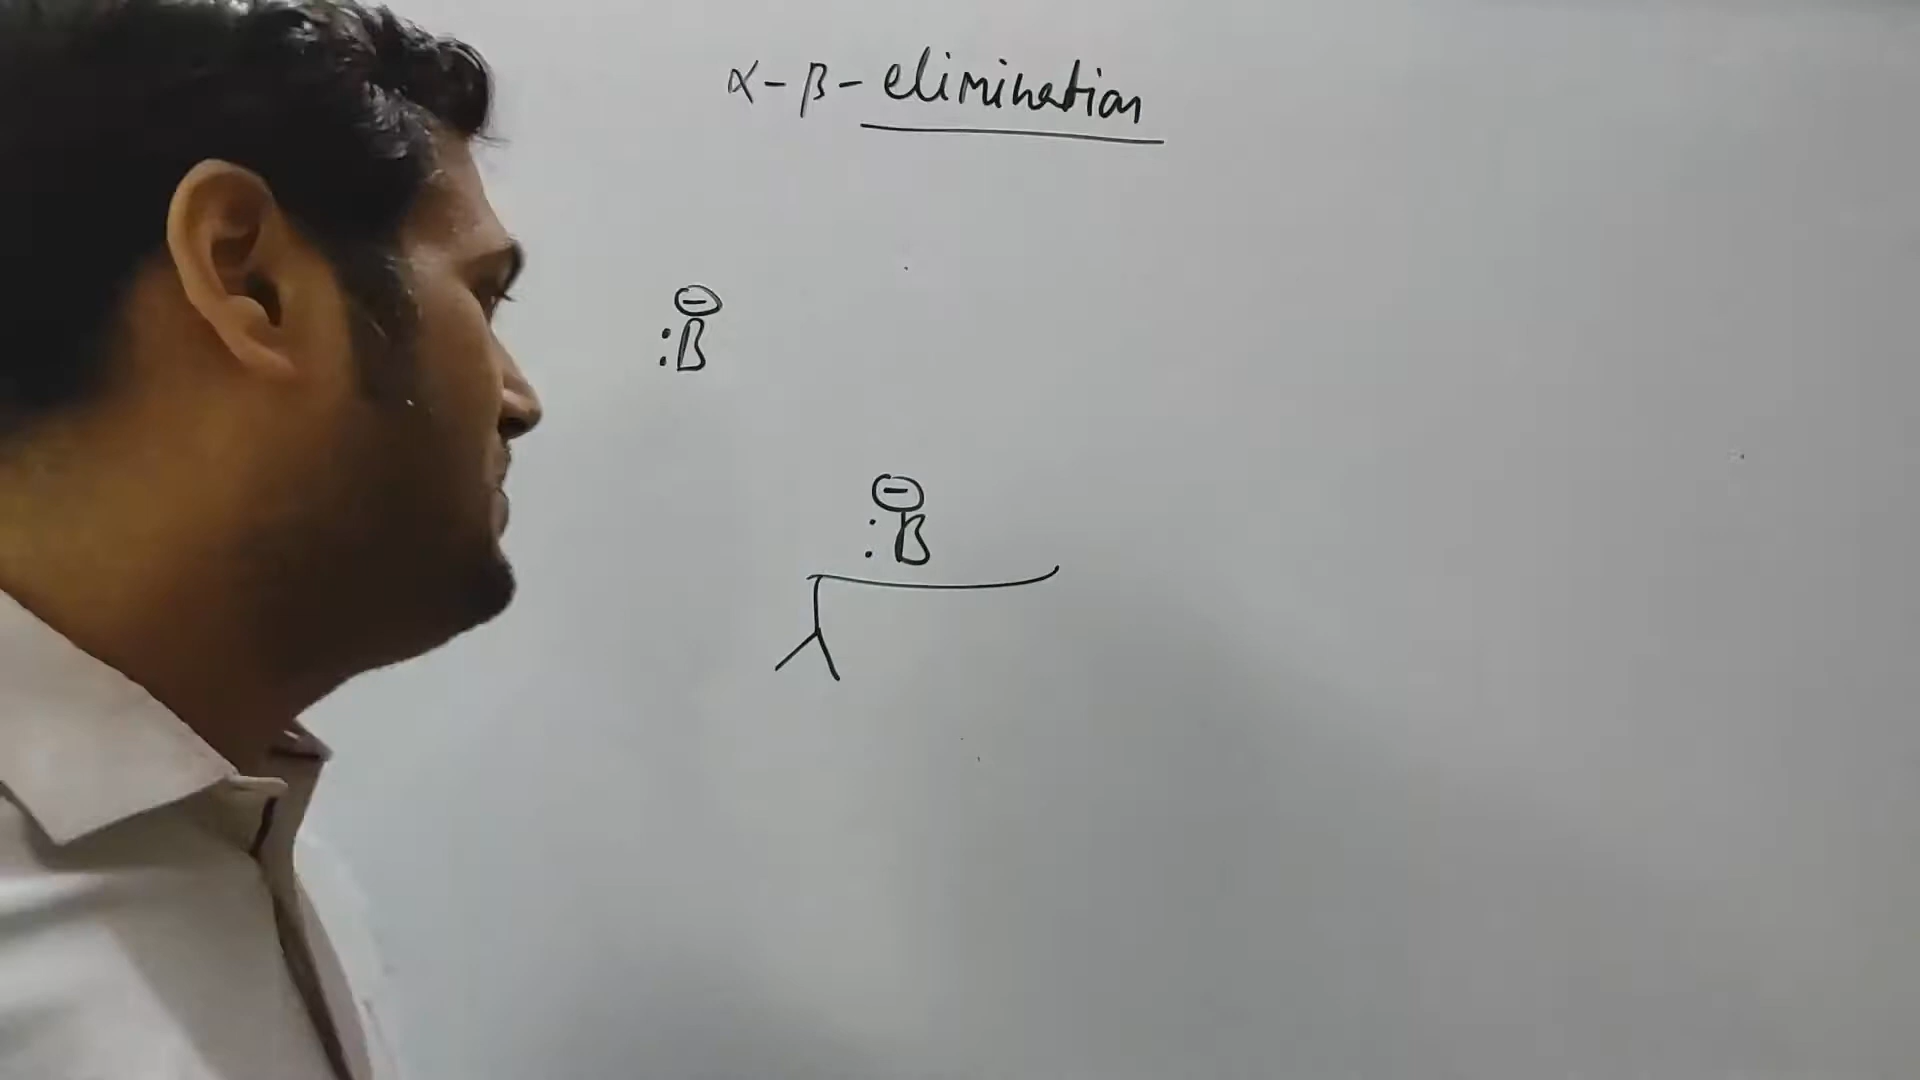 α-β-elimination
⊖
:B
⊖
:B